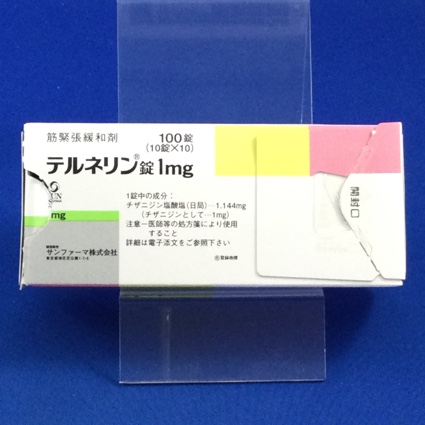 筋緊張緩和剤
100錠
(10錠×10)
テルネリン®錠1mg
1錠中の成分:
チザニジン塩酸塩(日局)…1.144mg
(チザニジンとして…1mg)
注意-医師等の処方箋により使用
すること
詳細は電子添文をご参照下さい
開封口
SUN
mg
サンファーマ株式会社